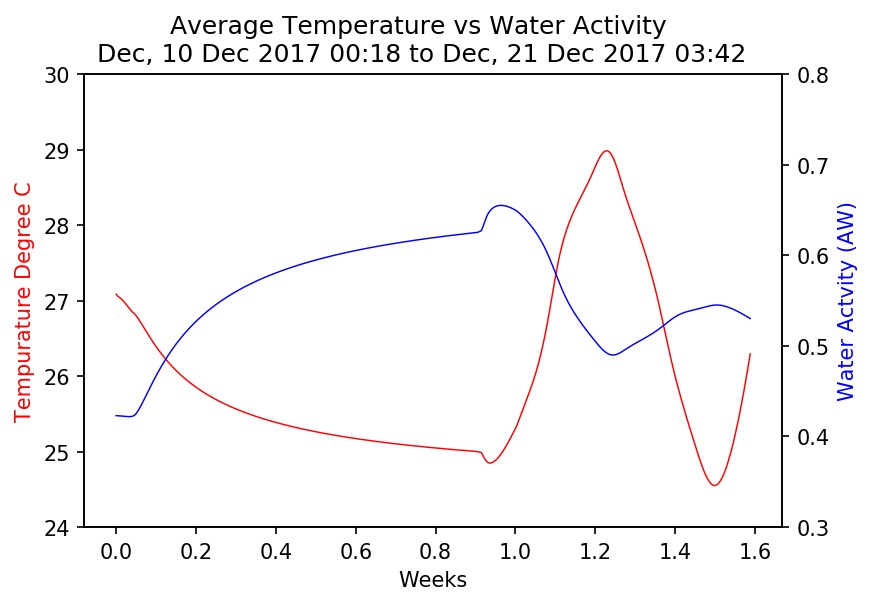 Average Temperature vs Water Activity
Dec, 10 Dec 2017 00:18 to Dec, 21 Dec 2017 03:42
30
29
28
27
26
25
24
Tempurature Degree C
0.8
0.7
0.6
0.5
0.4
0.3
Water Actvity (AW)
0.0 0.2 0.4 0.6 0.8 1.0 1.2 1.4 1.6
Weeks